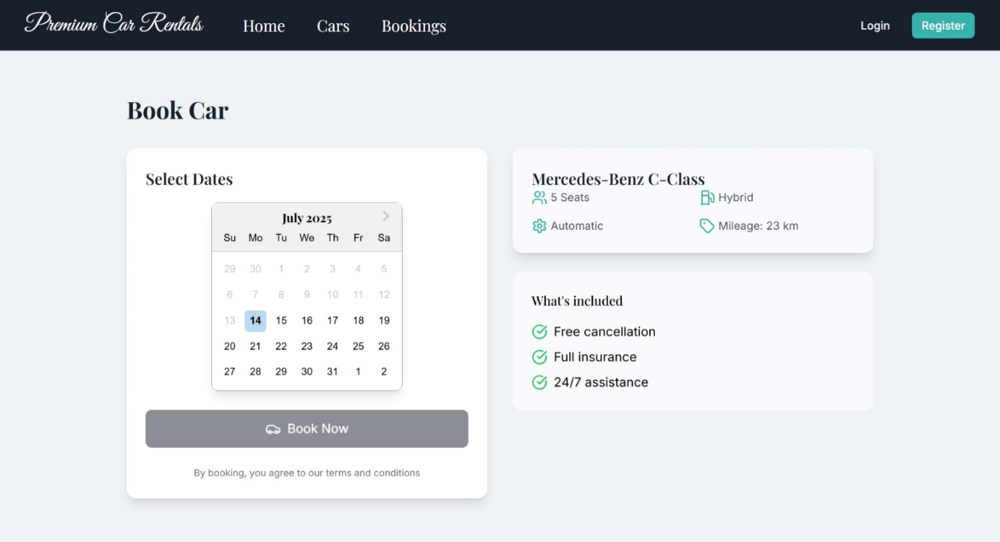 Premium Car Rentals Home Cars Bookings Login Register
Book Car
Select Dates
July 2025
Su Mo Tu We Th Fr Sa
29 30 1 2 3 4 5
6 7 8 9 10 11 12
13 14 15 16 17 18 19
20 21 22 23 24 25 26
27 28 29 30 31 1 2
Book Now
By booking, you agree to our terms and conditions
Mercedes-Benz C-Class
5 Seats Hybrid
Automatic Mileage: 23 km
What's included
Free cancellation
Full insurance
24/7 assistance